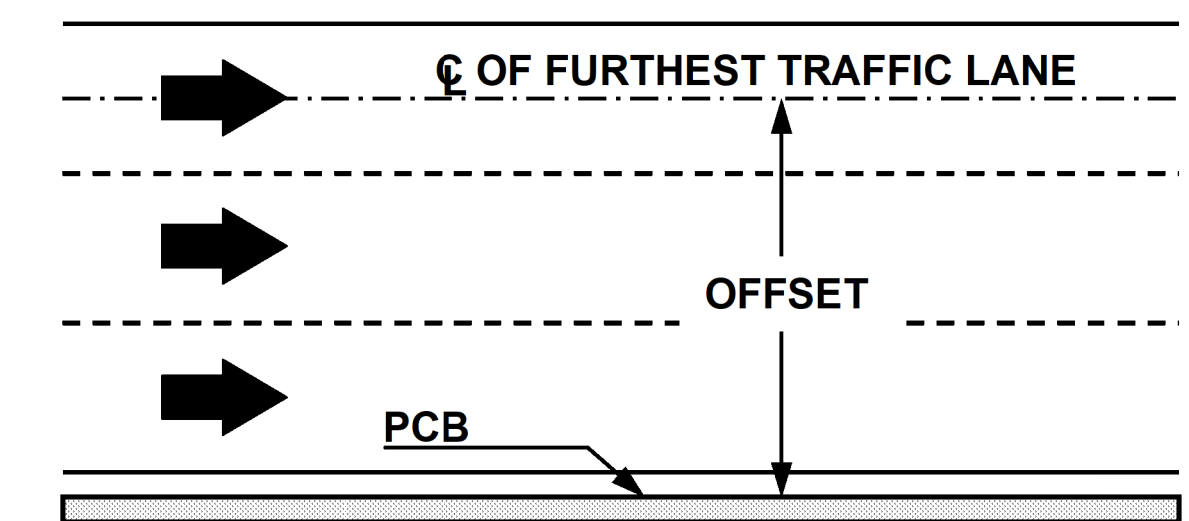 ℄ OF FURTHEST TRAFFIC LANE
OFFSET
PCB